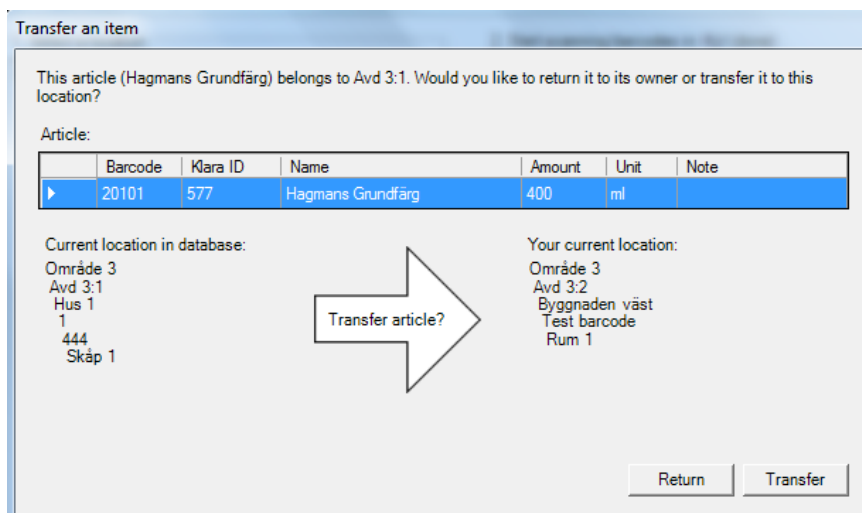 Transfer an item
This article (Hagmans Grundfärg) belongs to Avd 3:1. Would you like to return it to its owner or transfer it to this
location?
Article:
Barcode Klara ID Name Amount Unit Note
20101 577 Hagmans Grundfärg 400 ml
Current location in database:
Område 3
Avd 3:1
Hus 1
1
444
Skåp 1
Transfer article?
Your current location:
Område 3
Avd 3:2
Byggnaden väst
Test barcode
Rum 1
Return Transfer